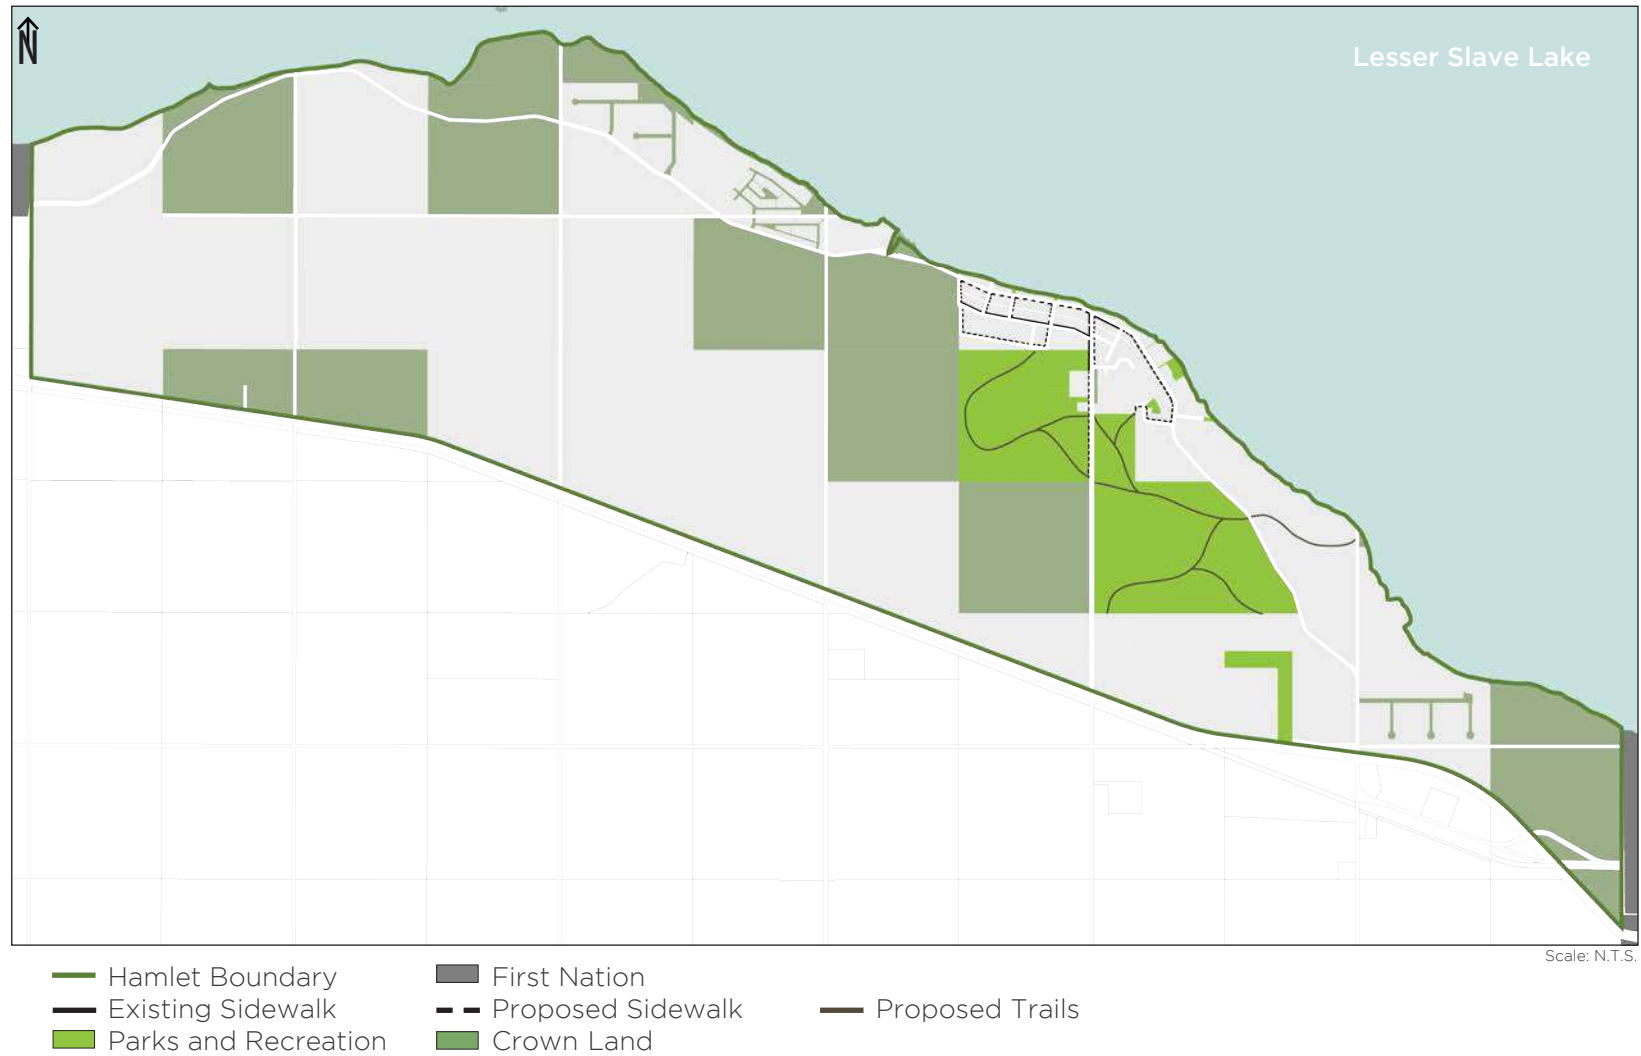 N
Lesser Slave Lake
Scale: N.T.S.
Hamlet Boundary
First Nation
Existing Sidewalk
Proposed Sidewalk
Proposed Trails
Parks and Recreation
Crown Land